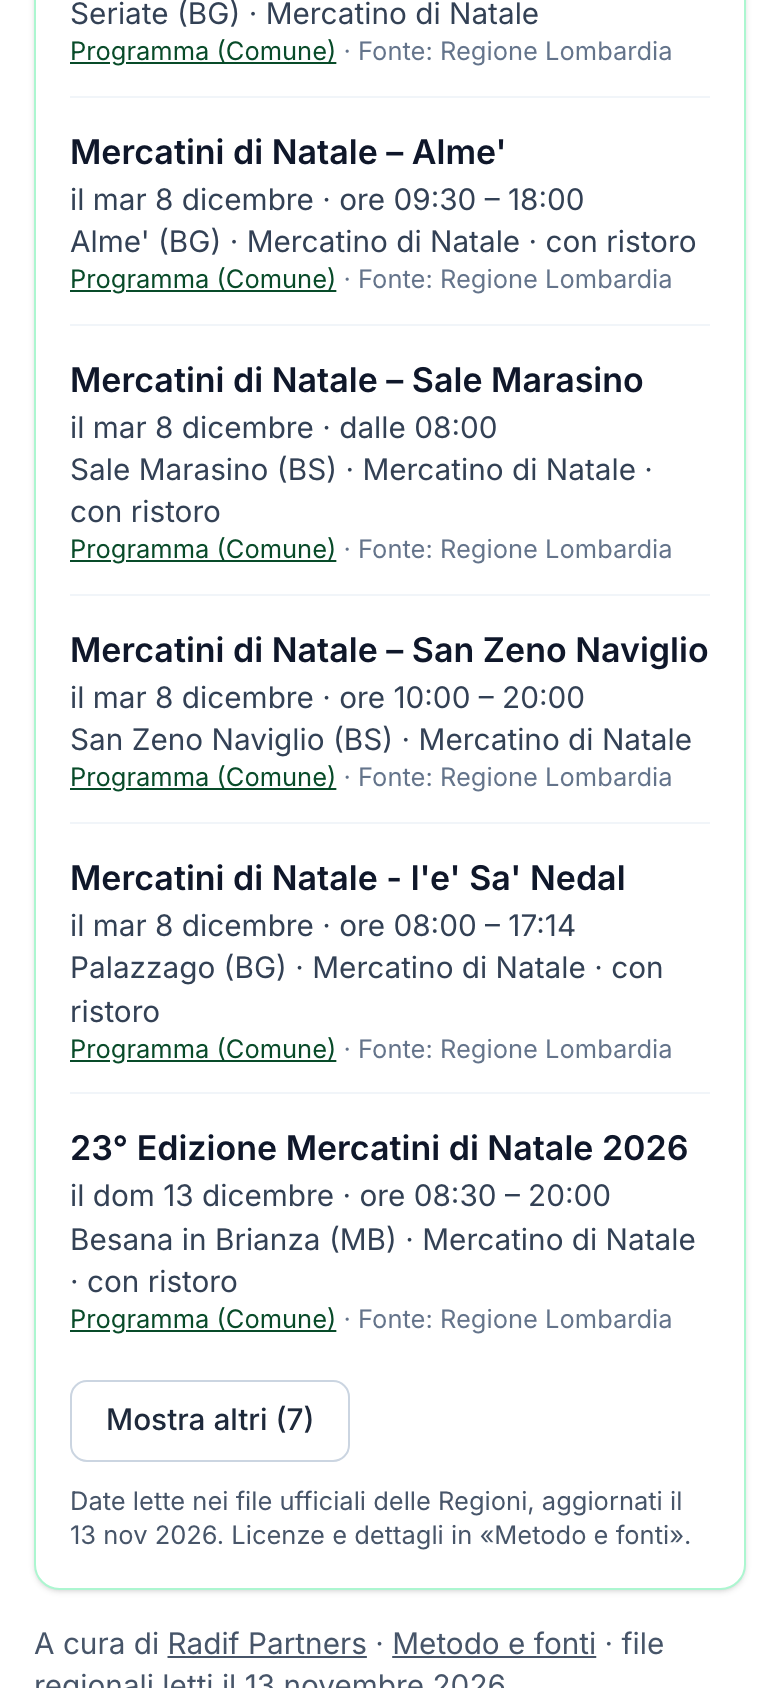 Seriate (BG) · Mercatino di Natale
Programma (Comune) · Fonte: Regione Lombardia
Mercatini di Natale – Alme'
il mar 8 dicembre · ore 09:30 – 18:00
Alme' (BG) · Mercatino di Natale · con ristoro
Programma (Comune) · Fonte: Regione Lombardia
Mercatini di Natale – Sale Marasino
il mar 8 dicembre · dalle 08:00
Sale Marasino (BS) · Mercatino di Natale ·
con ristoro
Programma (Comune) · Fonte: Regione Lombardia
Mercatini di Natale – San Zeno Naviglio
il mar 8 dicembre · ore 10:00 – 20:00
San Zeno Naviglio (BS) · Mercatino di Natale
Programma (Comune) · Fonte: Regione Lombardia
Mercatini di Natale - l'e' Sa' Nedal
il mar 8 dicembre · ore 08:00 – 17:14
Palazzago (BG) · Mercatino di Natale · con
ristoro
Programma (Comune) · Fonte: Regione Lombardia
23° Edizione Mercatini di Natale 2026
il dom 13 dicembre · ore 08:30 – 20:00
Besana in Brianza (MB) · Mercatino di Natale
· con ristoro
Programma (Comune) · Fonte: Regione Lombardia
Mostra altri (7)
Date lette nei file ufficiali delle Regioni, aggiornati il
13 nov 2026. Licenze e dettagli in «Metodo e fonti».
A cura di Radif Partners · Metodo e fonti · file
regionali letti il 13 novembre 2026